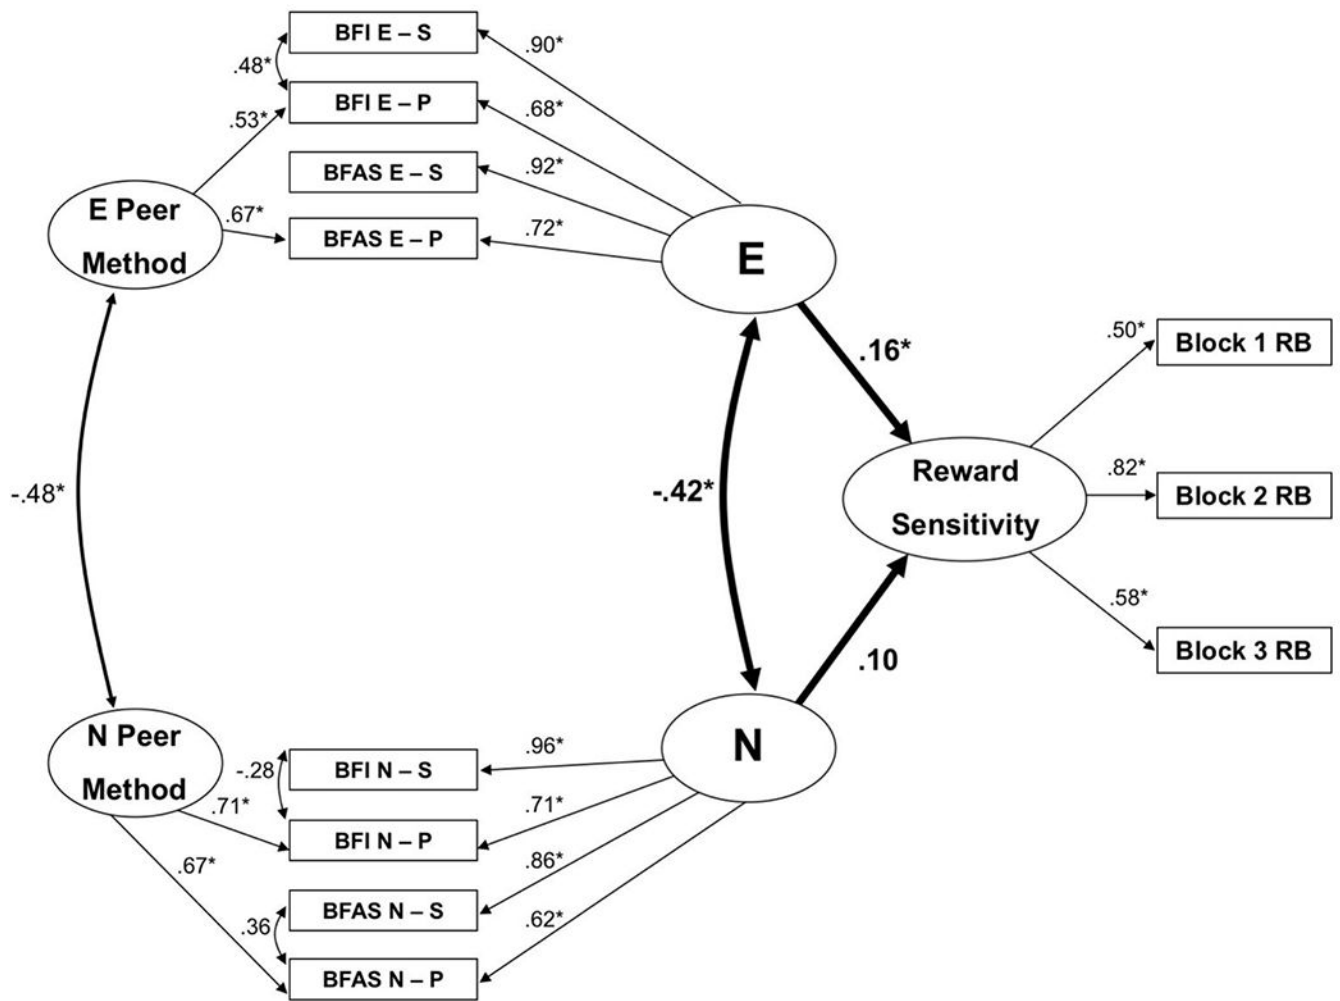 BFI E – S
.90*
.48*
BFI E – P
.68*
.53*
BFAS E – S
.92*
E Peer
Method
.67*
BFAS E – P
.72*
E
.16*
.50*
Block 1 RB
-.48*
-.42*
Reward
Sensitivity
.82*
Block 2 RB
.58*
Block 3 RB
.10
N Peer
Method
N
-.28
BFI N – S
.96*
.71*
BFI N – P
.71*
.67*
BFAS N – S
.86*
.36
BFAS N – P
.62*